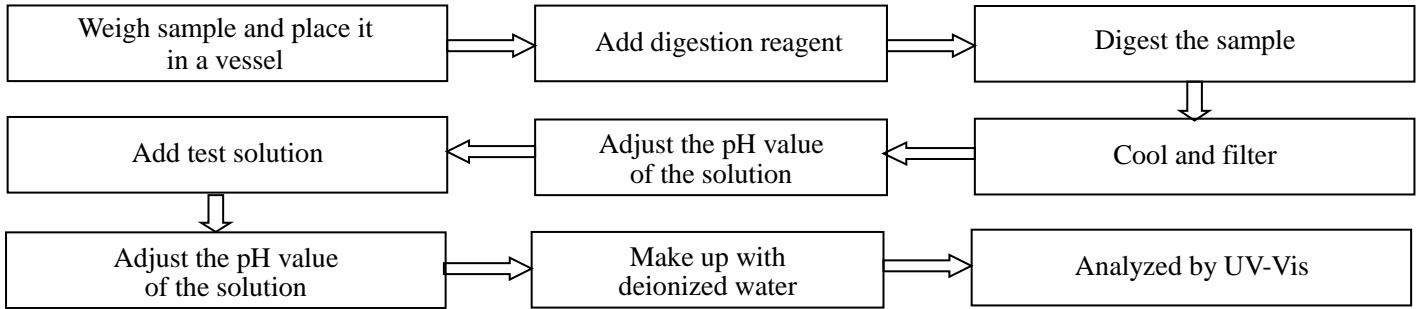 Weigh sample and place it
in a vessel
Add digestion reagent
Digest the sample
Cool and filter
Adjust the pH value
of the solution
Add test solution
Adjust the pH value
of the solution
Make up with
deionized water
Analyzed by UV-Vis